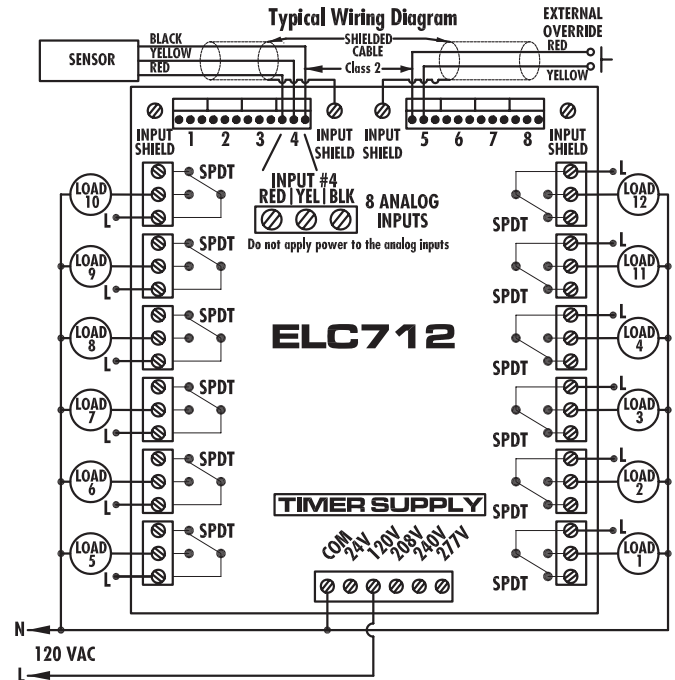 Typical Wiring Diagram
EXTERNAL
OVERRIDE
BLACK
YELLOW
RED
SENSOR
SHIELDED
CABLE
Class 2
RED
YELLOW
INPUT
SHIELD
1 2 3 4
INPUT
SHIELD
INPUT
SHIELD
5 6 7 8
INPUT
SHIELD
INPUT #4
RED | YEL | BLK
8 ANALOG
INPUTS
Do not apply power to the analog inputs
LOAD
10
L
SPDT
LOAD
9
L
SPDT
LOAD
8
L
SPDT
LOAD
7
L
SPDT
LOAD
6
L
SPDT
LOAD
5
L
SPDT
ELC712
SPDT
L
LOAD
12
SPDT
L
LOAD
11
SPDT
L
LOAD
4
SPDT
L
LOAD
3
SPDT
L
LOAD
2
SPDT
L
LOAD
1
TIMER SUPPLY
COM 24V 120V 208V 240V 277V
N
120 VAC
L